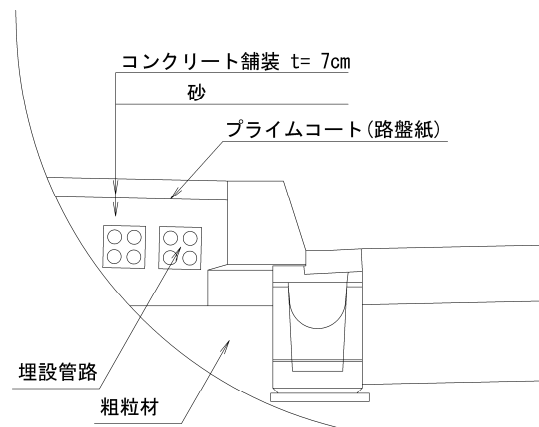 コンクリート舗装 t= 7cm
砂
プライムコート(路盤紙)
埋設管路
粗粒材